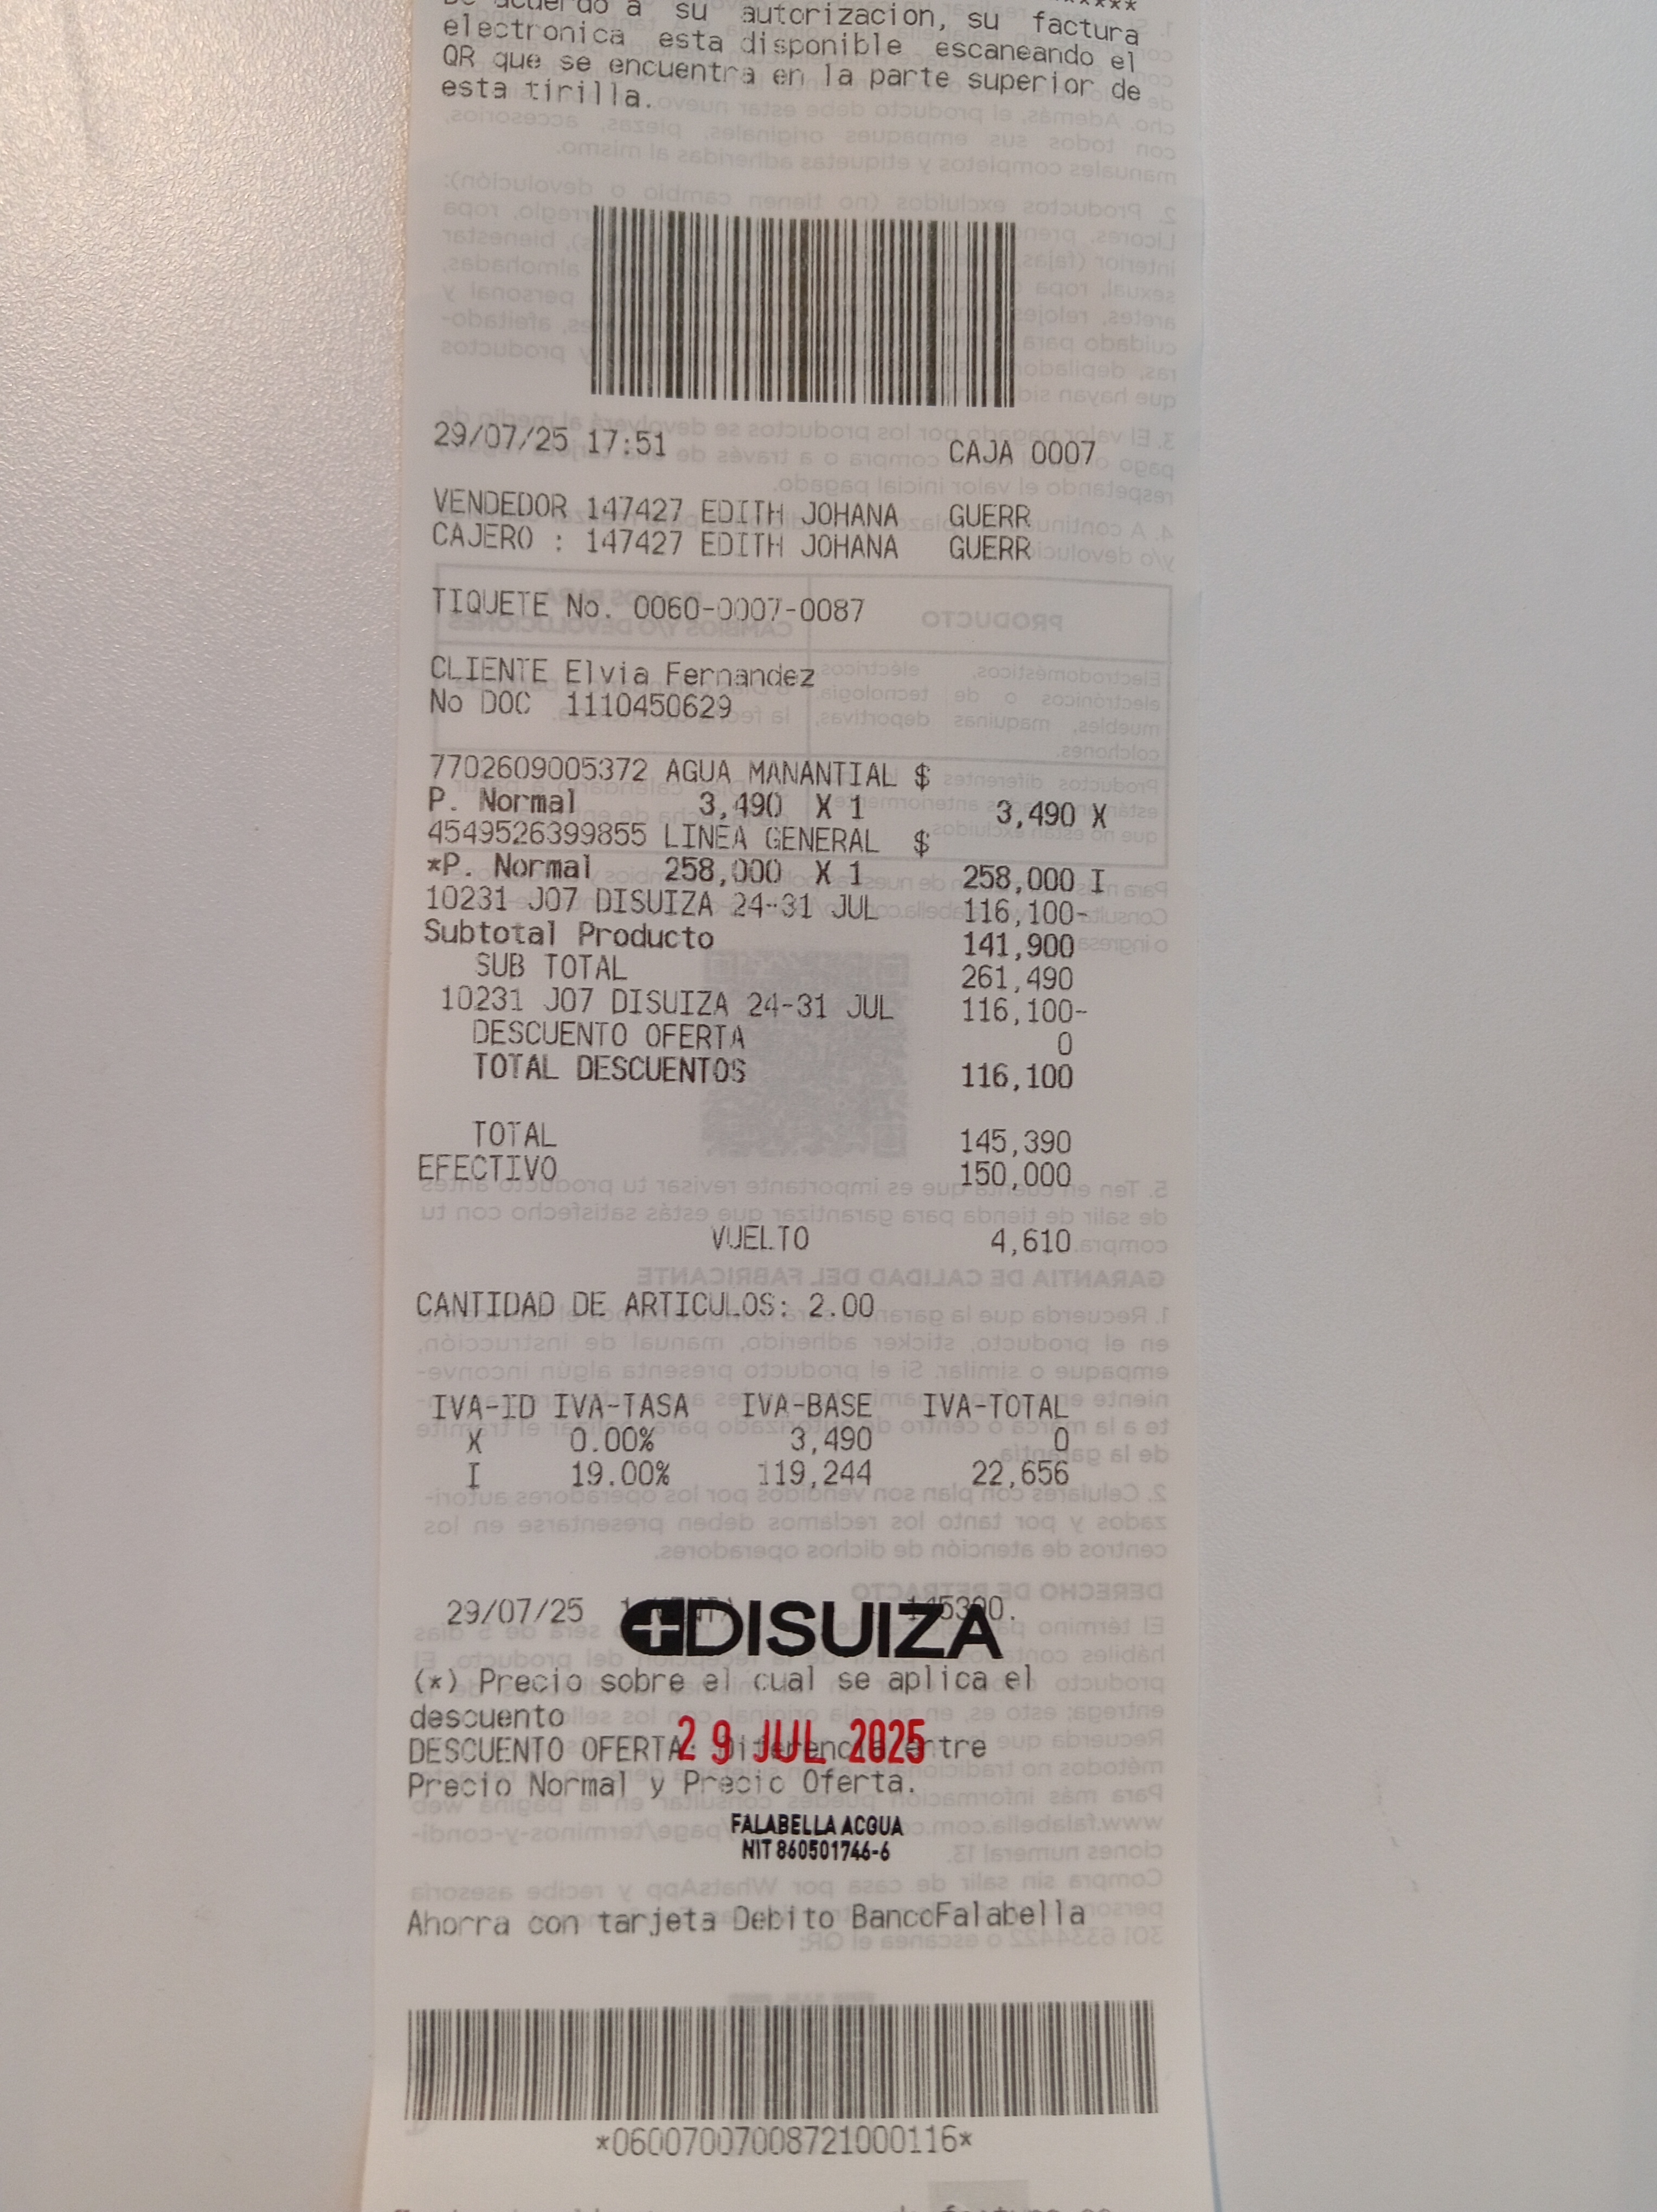 De acuerdo a su autorizacion, su factura
electronica esta disponible escaneando el
QR que se encuentra en la parte superior de
esta tirilla.
29/07/25 17:51 CAJA 0007
VENDEDOR 147427 EDITH JOHANA GUERR
CAJERO : 147427 EDITH JOHANA GUERR
TIQUETE No. 0060-0007-0087
CLIENTE Elvia Fernandez
No DOC 1110450629
7702609005372 AGUA MANANTIAL $
P. Normal 3,490 X 1 3,490 X
4549526399855 LINEA GENERAL $
*P. Normal 258,000 X 1 258,000 I
10231 J07 DISUIZA 24-31 JUL 116,100-
Subtotal Producto 141,900
SUB TOTAL 261,490
10231 J07 DISUIZA 24-31 JUL 116,100-
DESCUENTO OFERTA 0
TOTAL DESCUENTOS 116,100
TOTAL 145,390
EFECTIVO 150,000
VUELTO 4,610
CANTIDAD DE ARTICULOS: 2.00
IVA-ID IVA-TASA IVA-BASE IVA-TOTAL
X 0.00% 3,490 0
I 19.00% 119,244 22,656
29/07/25 145390.
DISUIZA
(*) Precio sobre el cual se aplica el
descuento
29 JUL 2025
DESCUENTO OFERTA: Diferencia entre
Precio Normal y Precio Oferta.
FALABELLA ACQUA
NIT 860501746-6
Ahorra con tarjeta Debito BancoFalabella
*06007007008721000116*